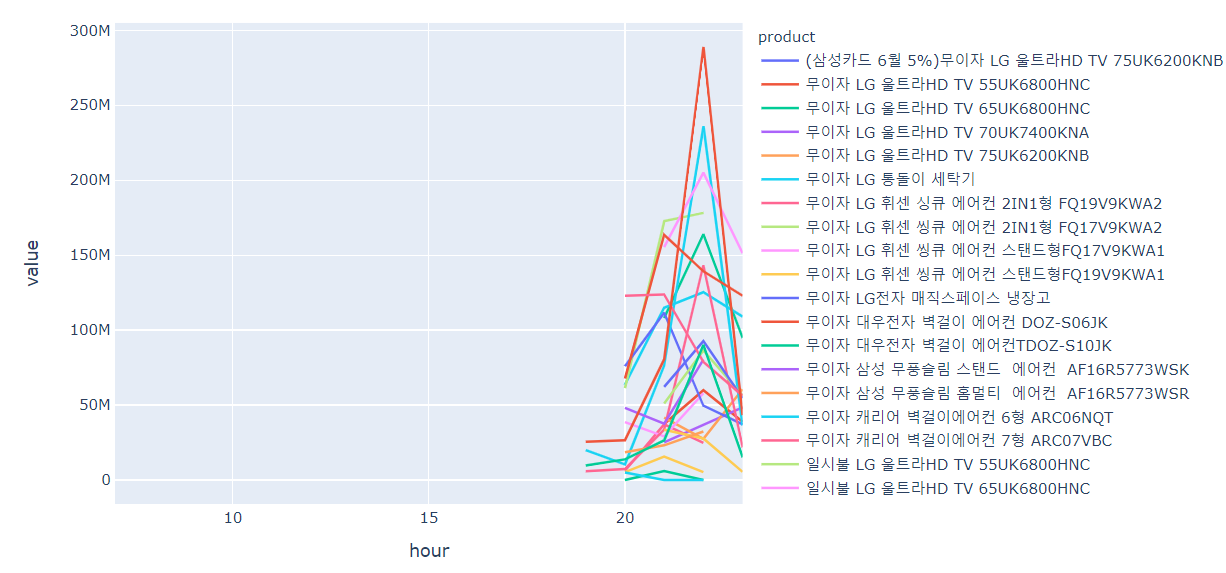 300M
250M
200M
150M
100M
50M
0
value
10
15
20
hour
product
(삼성카드 6월 5%)무이자 LG 울트라HD TV 75UK6200KNB
무이자 LG 울트라HD TV 55UK6800HNC
무이자 LG 울트라HD TV 65UK6800HNC
무이자 LG 울트라HD TV 70UK7400KNA
무이자 LG 울트라HD TV 75UK6200KNB
무이자 LG 통돌이 세탁기
무이자 LG 휘센 싱큐 에어컨 2IN1형 FQ19V9KWA2
무이자 LG 휘센 씽큐 에어컨 2IN1형 FQ17V9KWA2
무이자 LG 휘센 씽큐 에어컨 스탠드형FQ17V9KWA1
무이자 LG 휘센 씽큐 에어컨 스탠드형FQ19V9KWA1
무이자 LG전자 매직스페이스 냉장고
무이자 대우전자 벽걸이 에어컨 DOZ-S06JK
무이자 대우전자 벽걸이 에어컨TDOZ-S10JK
무이자 삼성 무풍슬림 스탠드  에어컨  AF16R5773WSK
무이자 삼성 무풍슬림 홈멀티  에어컨  AF16R5773WSR
무이자 캐리어 벽걸이에어컨 6형 ARC06NQT
무이자 캐리어 벽걸이에어컨 7형 ARC07VBC
일시불 LG 울트라HD TV 55UK6800HNC
일시불 LG 울트라HD TV 65UK6800HNC